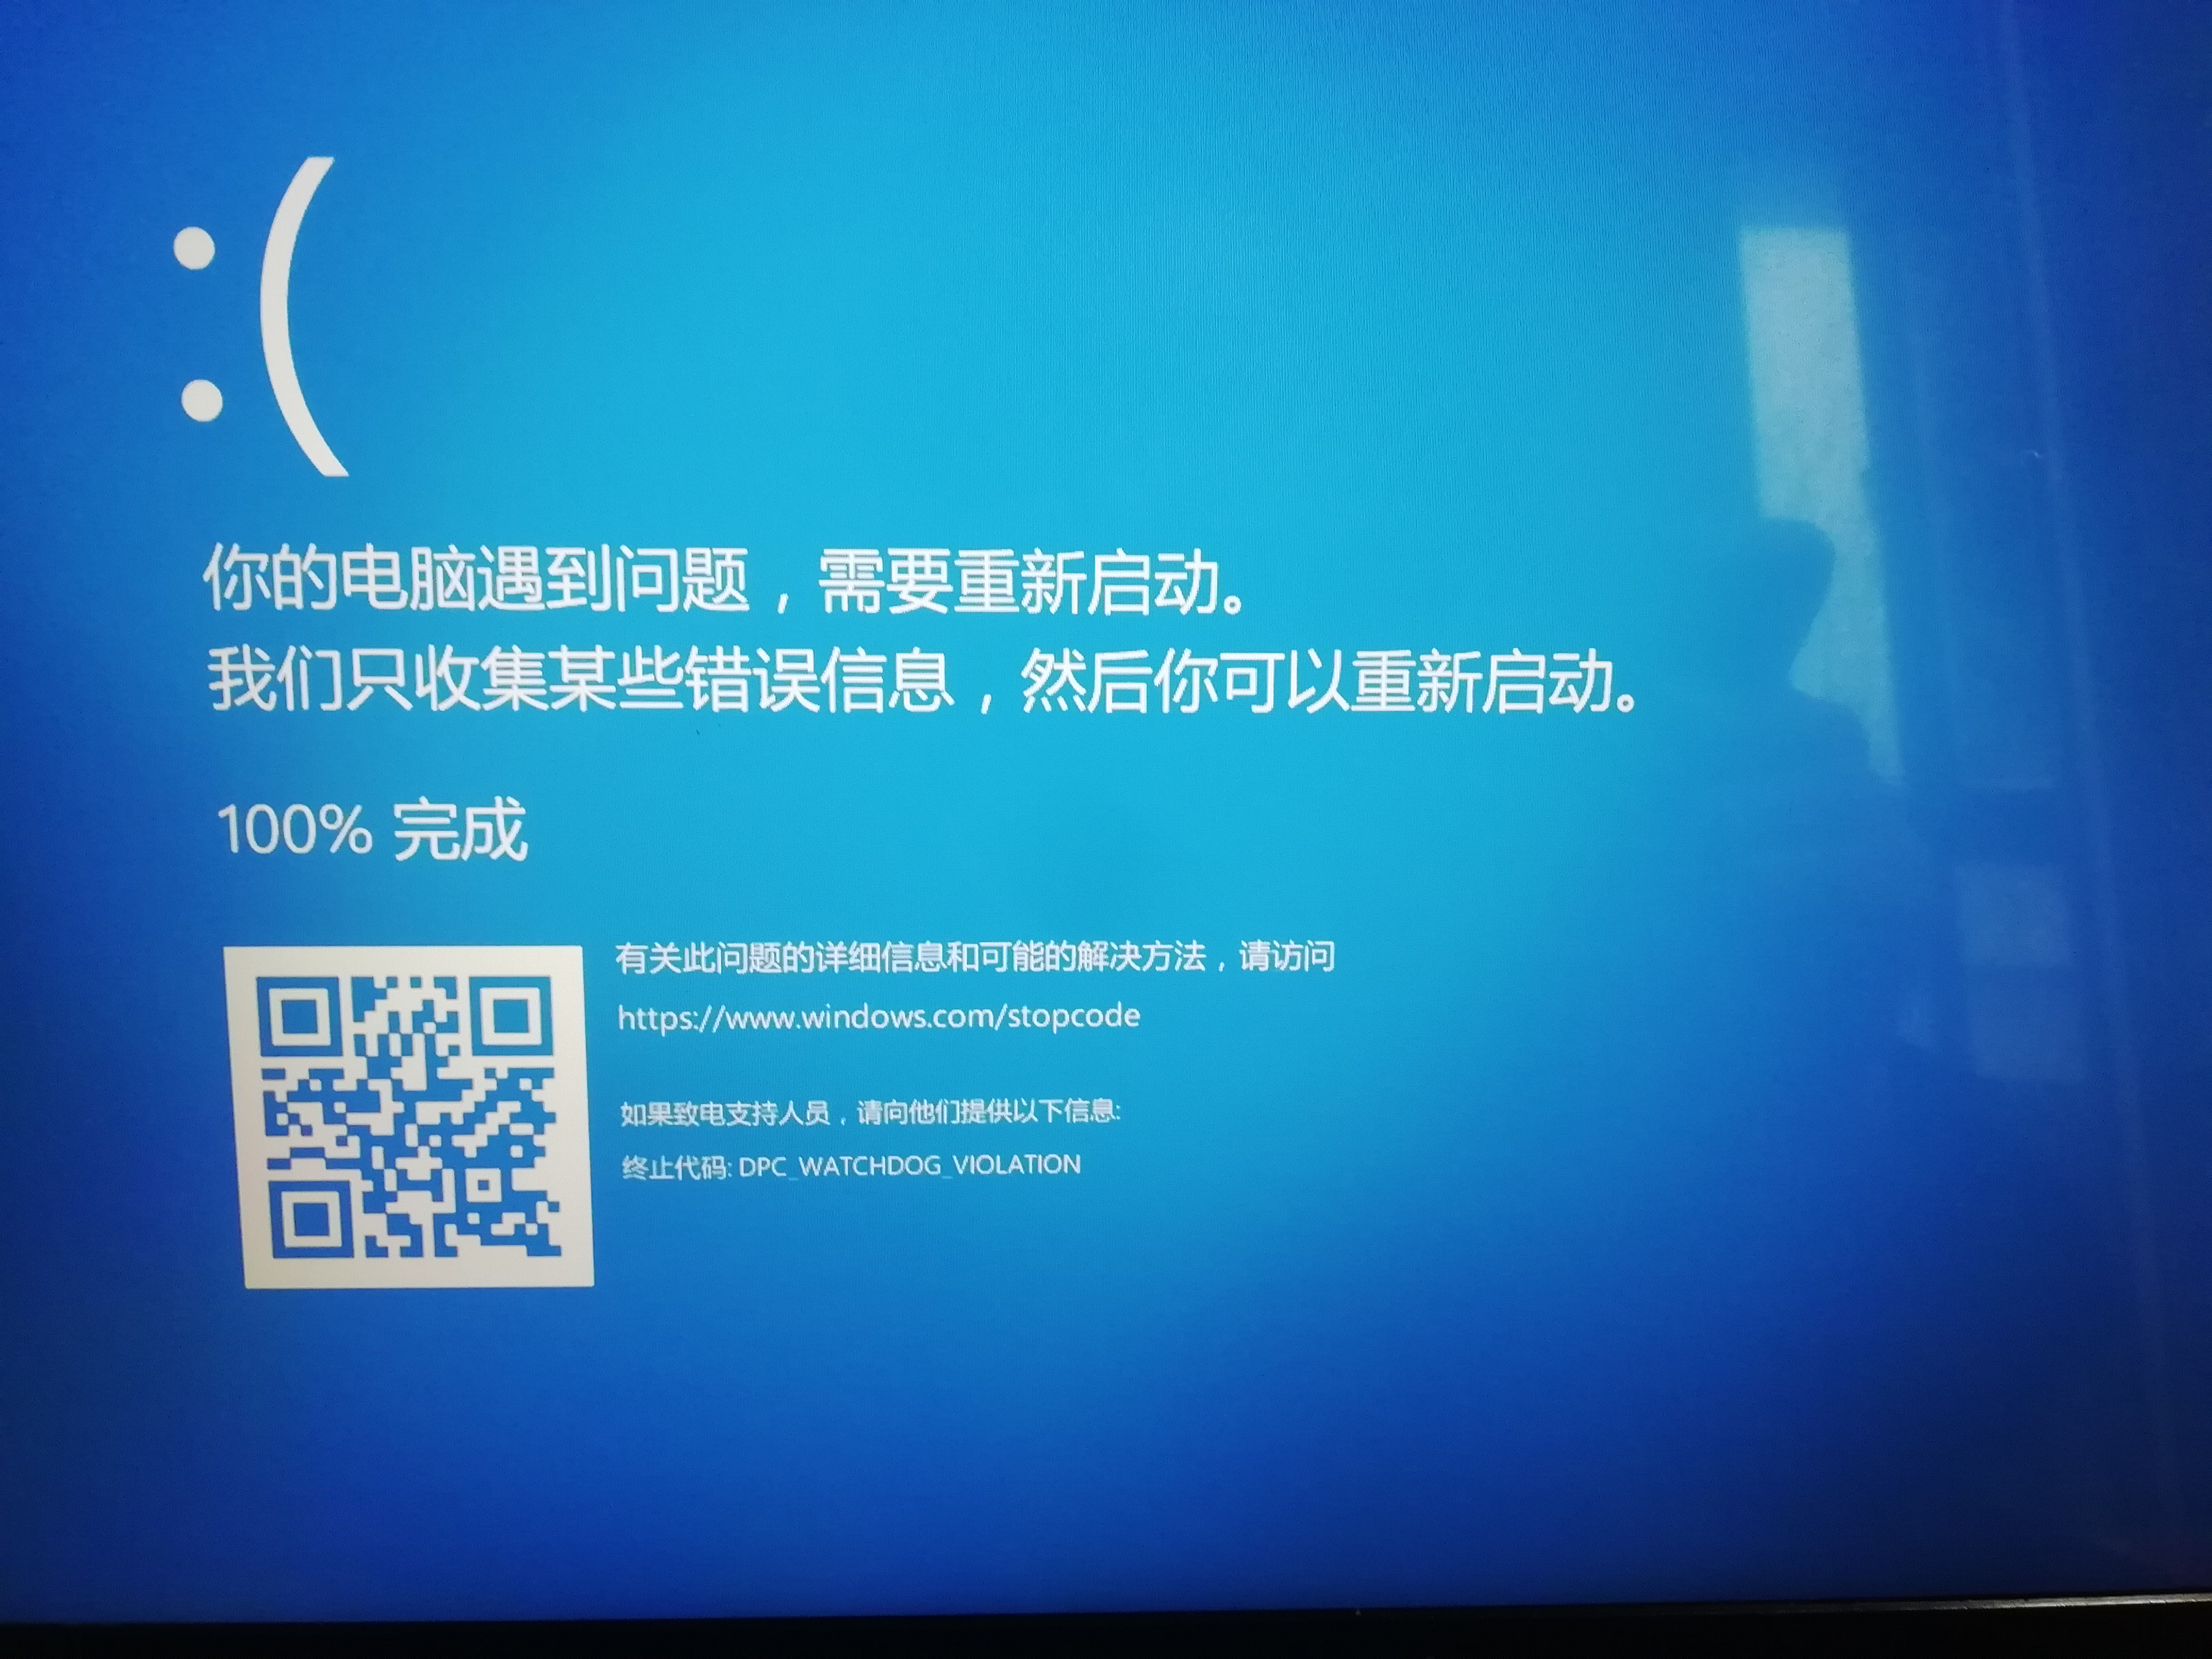 :(
你的电脑遇到问题，需要重新启动。
我们只收集某些错误信息，然后你可以重新启动。
100% 完成
有关此问题的详细信息和可能的解决方法，请访问
https://www.windows.com/stopcode
如果致电支持人员，请向他们提供以下信息:
终止代码: DPC_WATCHDOG_VIOLATION